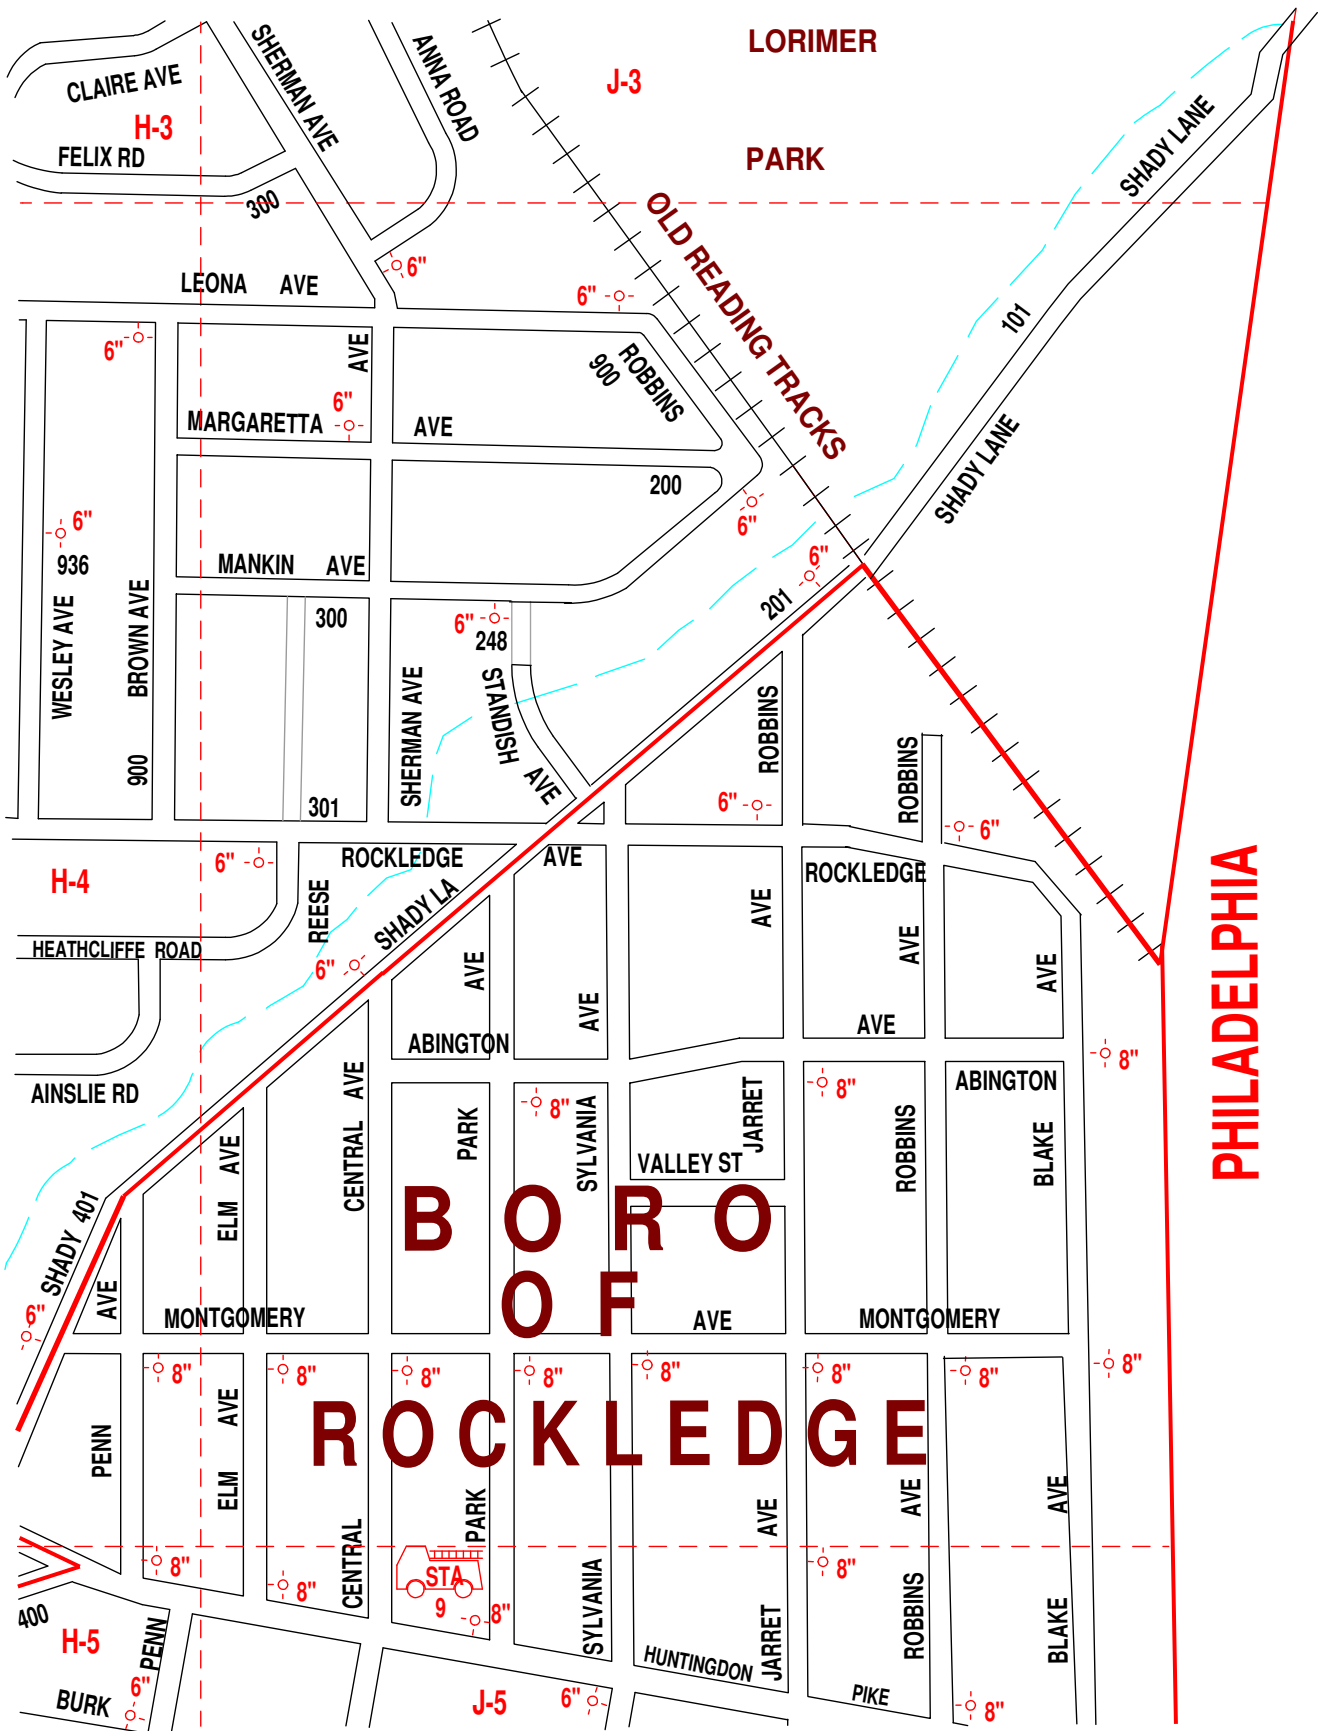 LORIMER
PARK
J-3
CLAIRE AVE
H-3
FELIX RD
SHERMAN AVE
ANNA ROAD
300
SHADY LANE
OLD READING TRACKS
6"
LEONA AVE
6"
101
6"
AVE
ROBBINS
900
6"
MARGARETTA AVE
SHADY LANE
200
6"
6"
936
MANKIN AVE
6"
201
WESLEY AVE
BROWN AVE
900
300
6"
248
STANDISH AVE
SHERMAN AVE
301
ROBBINS
ROBBINS
6"
6"
H-4
6"
ROCKLEDGE AVE
ROCKLEDGE
REESE
SHADY LA
HEATHCLIFFE ROAD
6"
AVE
AVE
AVE
AVE
AVE
ABINGTON
AVE
8"
AINSLIE RD
AVE
8"
8"
ABINGTON
PARK
SYLVANIA
JARRET
ROBBINS
BLAKE
PHILADELPHIA
ELM AVE
CENTRAL
VALLEY ST
BORO
OF
SHADY 401
6"
AVE
MONTGOMERY
AVE
MONTGOMERY
8"
8"
8"
8"
8"
8"
8"
8"
ROCKLEDGE
PENN
ELM AVE
PARK
AVE
AVE
AVE
8"
8"
CENTRAL
STA
9
8"
SYLVANIA
8"
JARRET
ROBBINS
BLAKE
400
H-5
PENN
HUNTINGDON
PIKE
BURK
6"
J-5
6"
8"